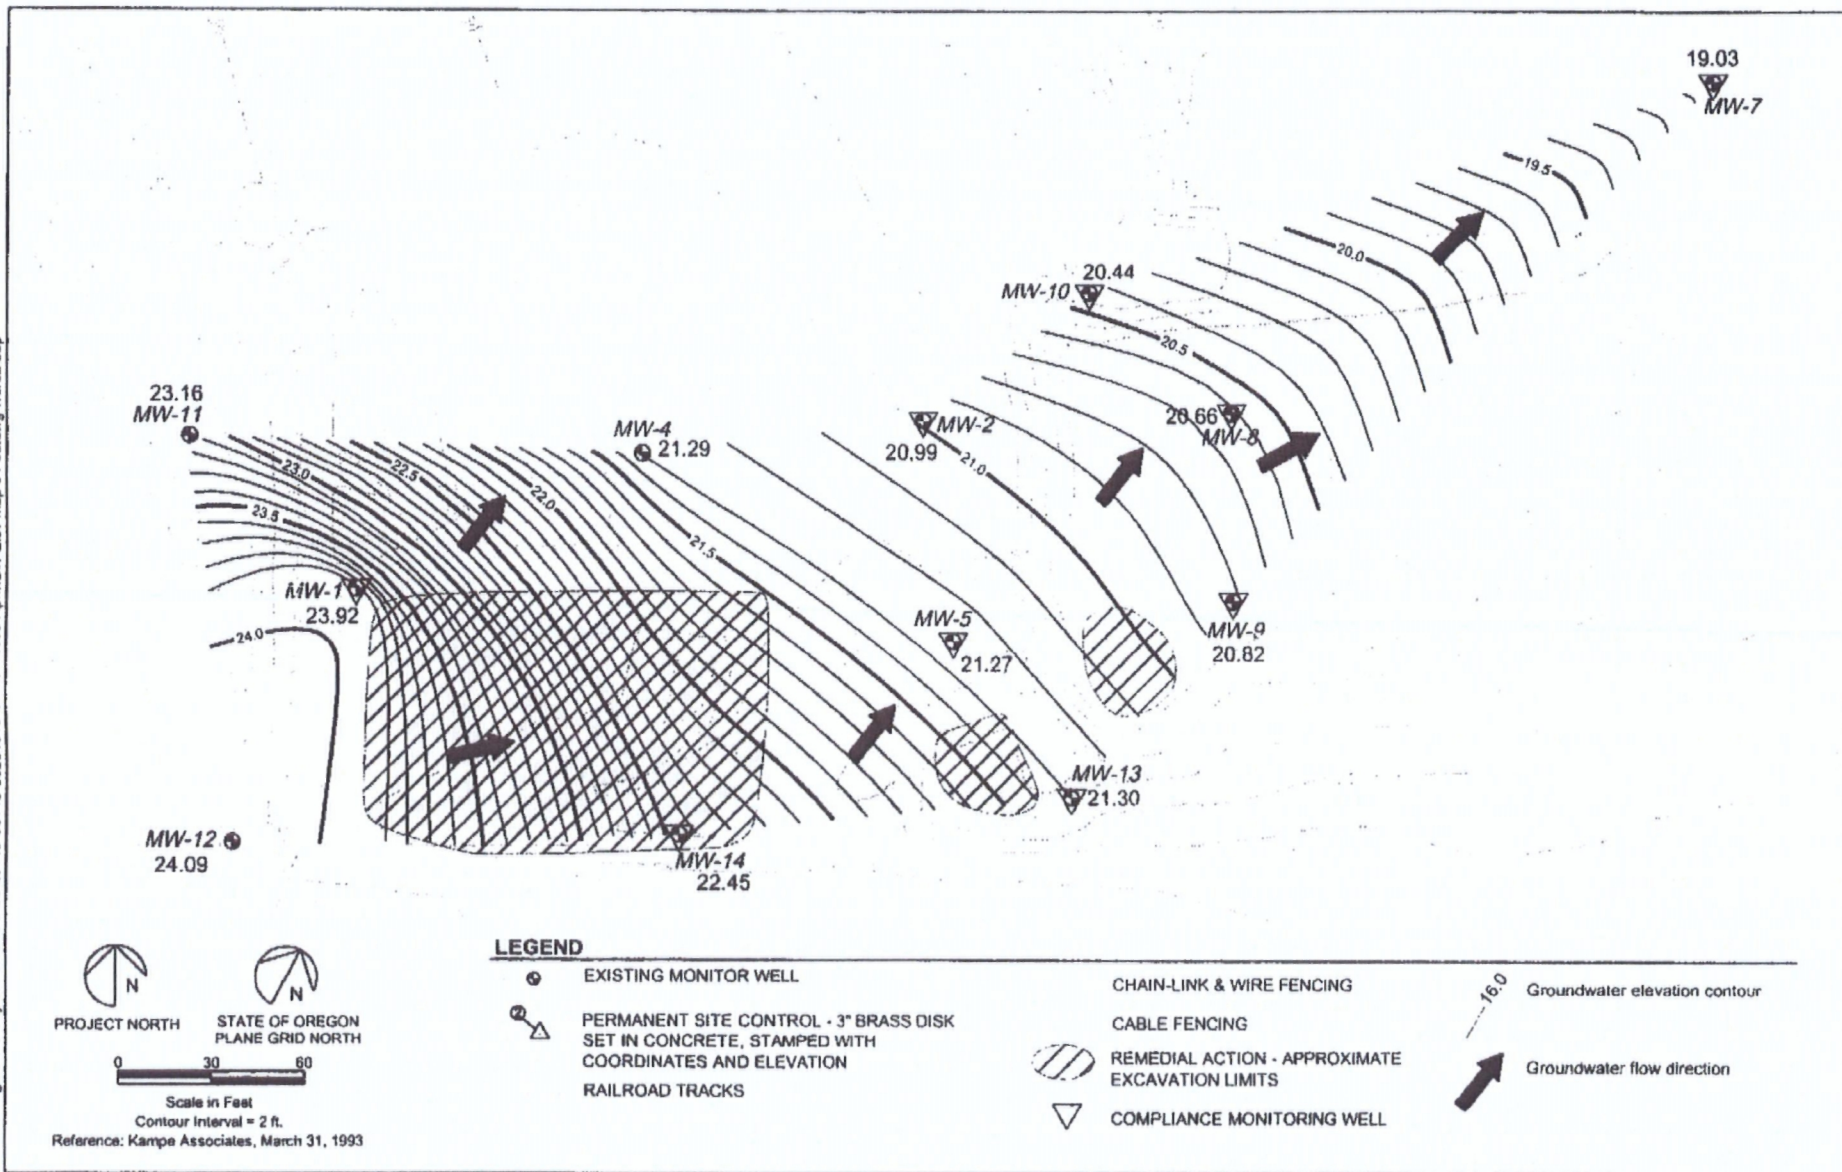 19.03
MW-7
19.5
20.0
20.44
MW-10
20.5
23.16
MW-11
MW-4
21.29
MW-2
20.99
21.0
20.66
MW-8
23.0
22.5
22.0
23.5
21.5
MW-1
23.92
24.0
MW-5
21.27
MW-9
20.82
MW-13
21.30
MW-12
24.09
MW-14
22.45
LEGEND
EXISTING MONITOR WELL
2
PERMANENT SITE CONTROL - 3" BRASS DISK
SET IN CONCRETE, STAMPED WITH
COORDINATES AND ELEVATION
RAILROAD TRACKS
CHAIN-LINK & WIRE FENCING
CABLE FENCING
REMEDIAL ACTION - APPROXIMATE
EXCAVATION LIMITS
COMPLIANCE MONITORING WELL
16.0
Groundwater elevation contour
Groundwater flow direction
N
PROJECT NORTH
N
STATE OF OREGON
PLANE GRID NORTH
0 30 60
Scale in Feet
Contour Interval = 2 ft.
Reference: Kampe Associates, March 31, 1993